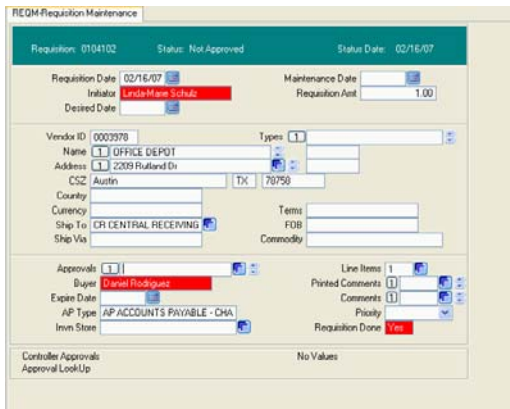 REQM-Requisition Maintenance
Requisition: 0104102 Status: Not Approved Status Date: 02/16/07
Requisition Date 02/16/07 Maintenance Date
Initiator Linda-Marie Schulz Requisition Amt 1.00
Desired Date
Vendor ID 0003978 Types 1
Name 1 OFFICE DEPOT
Address 1 2209 Rutland Dr
CSZ Austin TX 78758
Country
Currency Terms
Ship To CR CENTRAL RECEIVING FOB
Ship Via Commodity
Approvals 1 Line Items 1
Buyer Daniel Rodriguez Printed Comments 1
Expire Date Comments 1
AP Type AP ACCOUNTS PAYABLE - CHA Priority
Invn Store Requisition Done Yes
Controller Approvals No Values
Approval LookUp